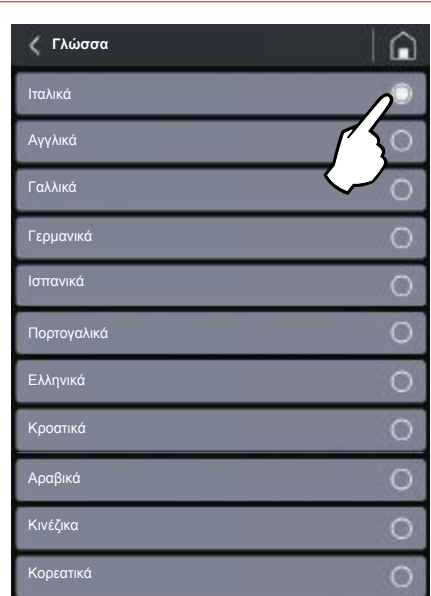 Γλώσσα
Ιταλικά
Αγγλικά
Γαλλικά
Γερμανικά
Ισπανικά
Πορτογαλικά
Ελληνικά
Κροατικά
Αραβικά
Κινέζικα
Κορεατικά